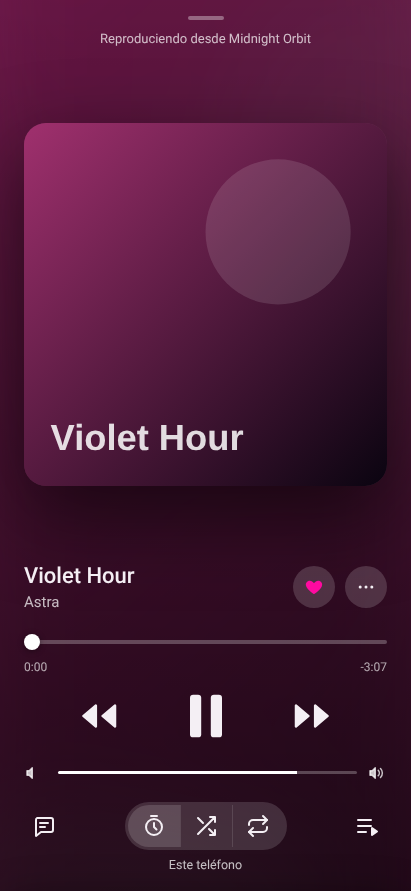 Reproduciendo desde Midnight Orbit
Violet Hour
Violet Hour
Astra
0:00
-3:07
Este teléfono